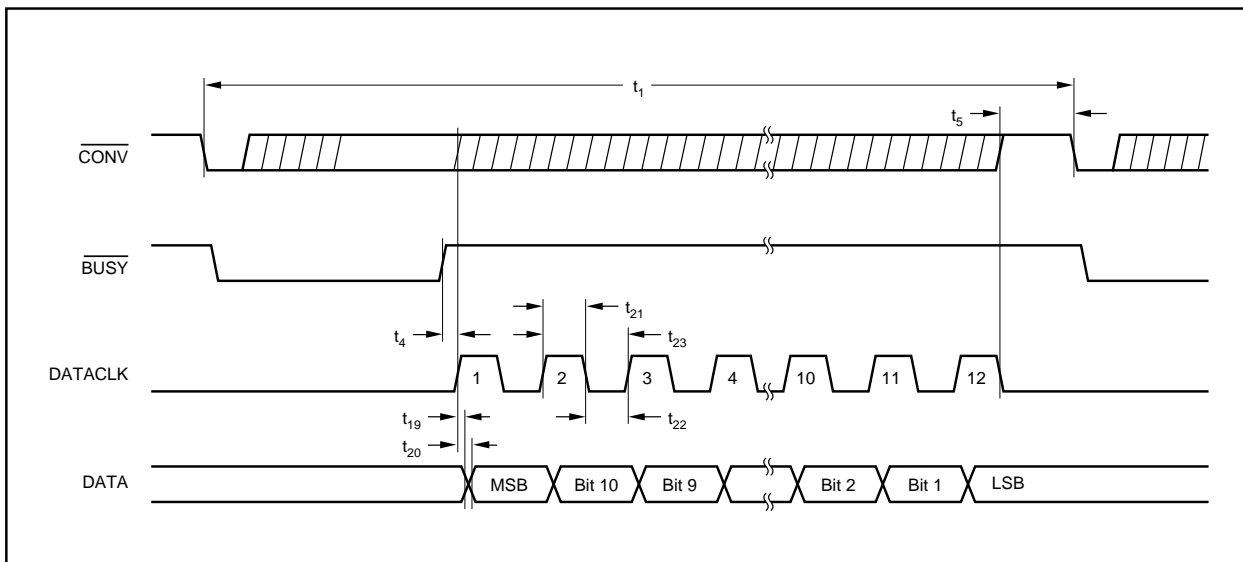 t1
t5
CONV
BUSY
t21
t4
t23
DATACLK
1 2 3 4 10 11 12
t19
t22
t20
DATA
MSB Bit 10 Bit 9 Bit 2 Bit 1 LSB